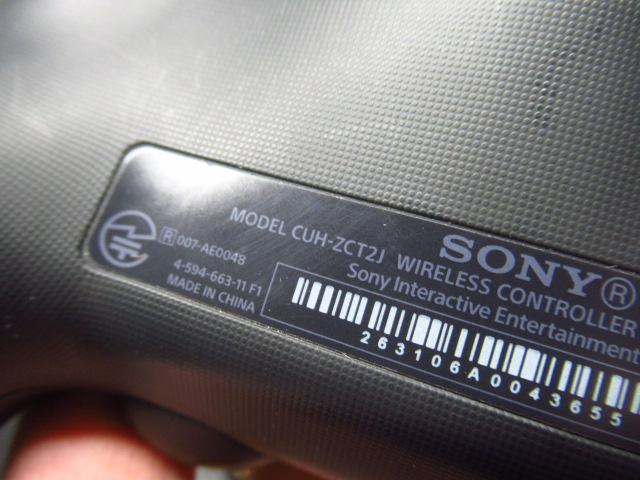 SONY®
MODEL CUH-ZCT2J WIRELESS CONTROLLER
Sony Interactive Entertainment
R 007-AE0048
4-594-663-11 F1
MADE IN CHINA
263106A0043655